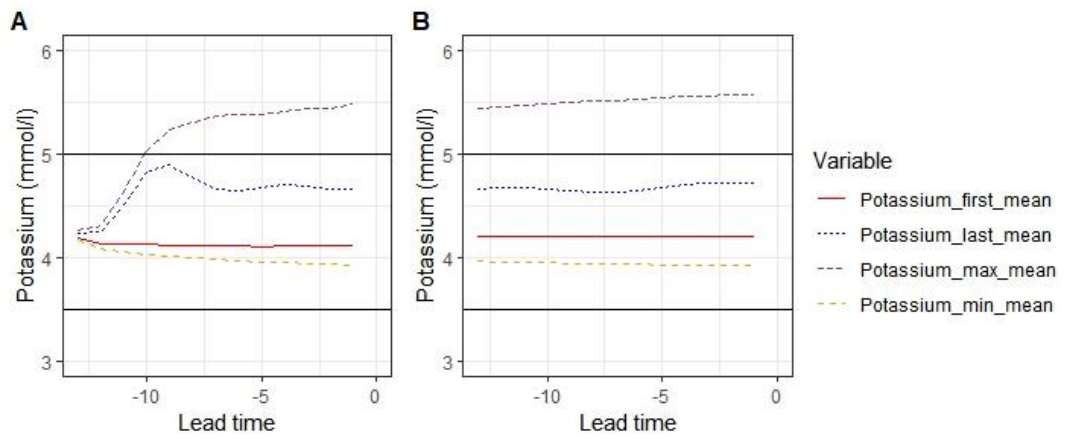 A
6
5
4
3
Potassium (mmol/l)
-10
-5
0
Lead time
B
6
5
4
3
Potassium (mmol/l)
-10
-5
0
Lead time
Variable
Potassium_first_mean
Potassium_last_mean
Potassium_max_mean
Potassium_min_mean